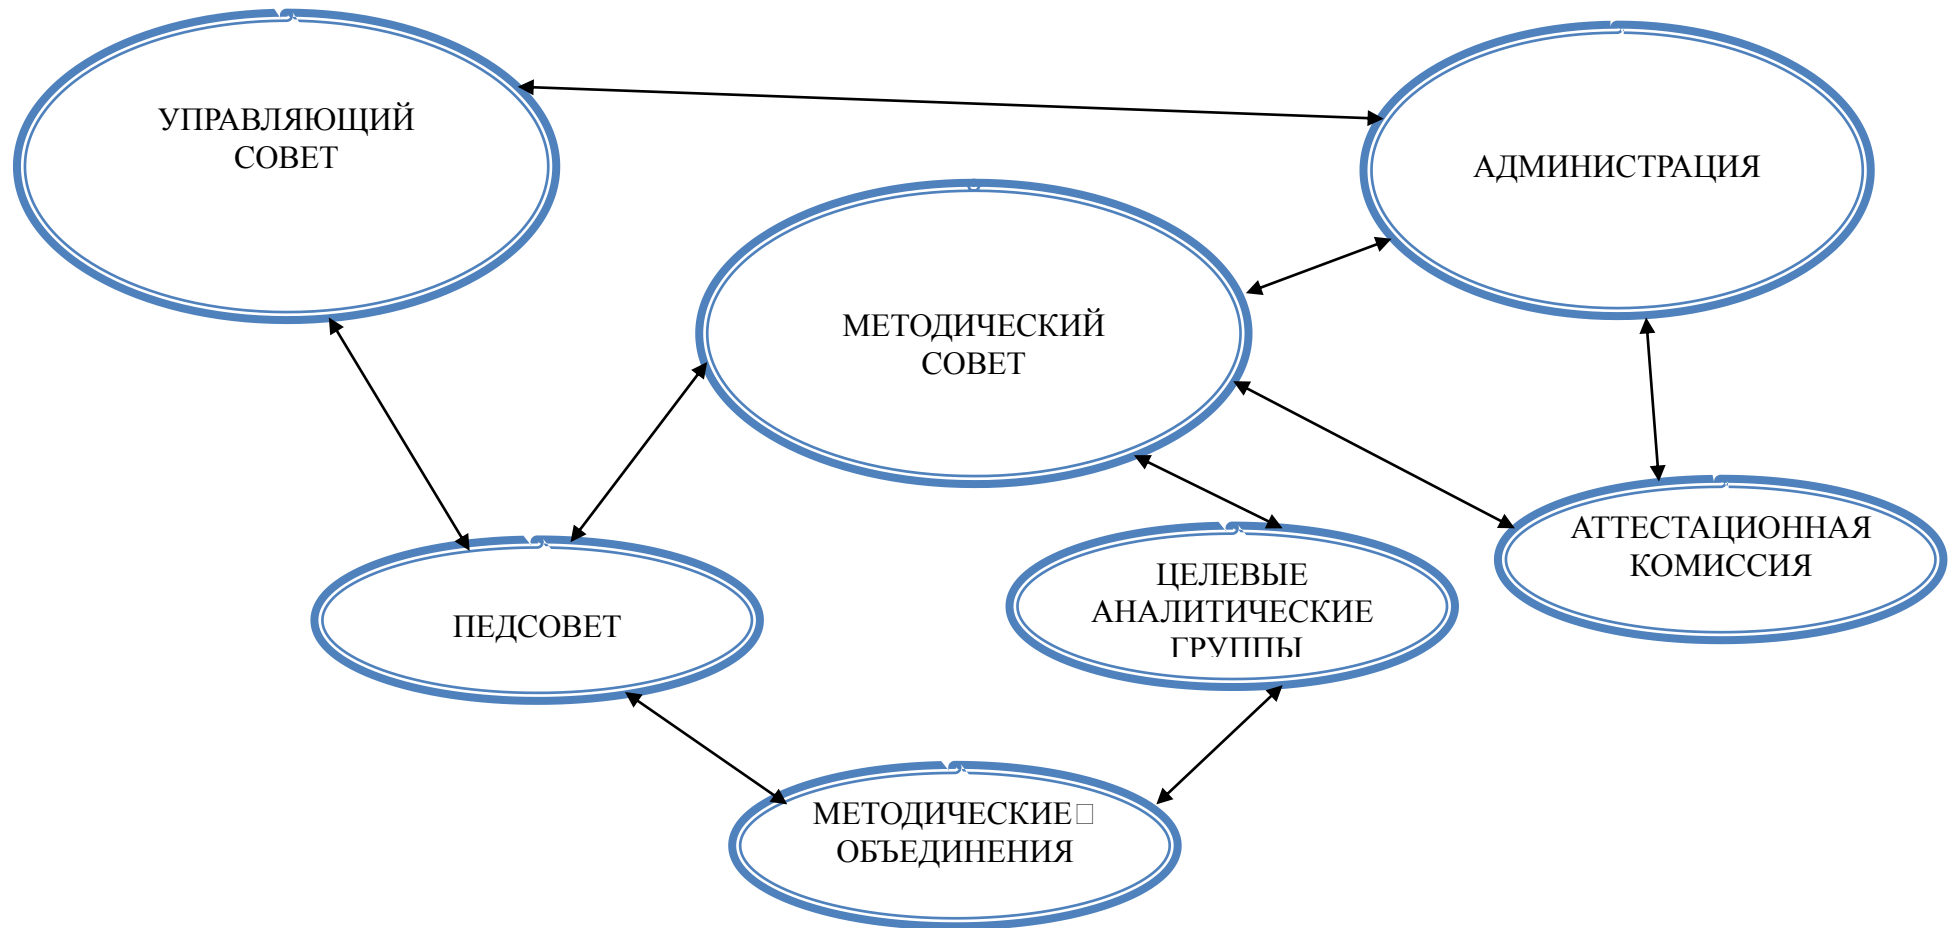 УПРАВЛЯЮЩИЙ
СОВЕТ
АДМИНИСТРАЦИЯ
МЕТОДИЧЕСКИЙ
СОВЕТ
АТТЕСТАЦИОННАЯ
КОМИССИЯ
ЦЕЛЕВЫЕ
АНАЛИТИЧЕСКИЕ
ГРУППЫ
ПЕДСОВЕТ
МЕТОДИЧЕСКИЕ□
ОБЪЕДИНЕНИЯ